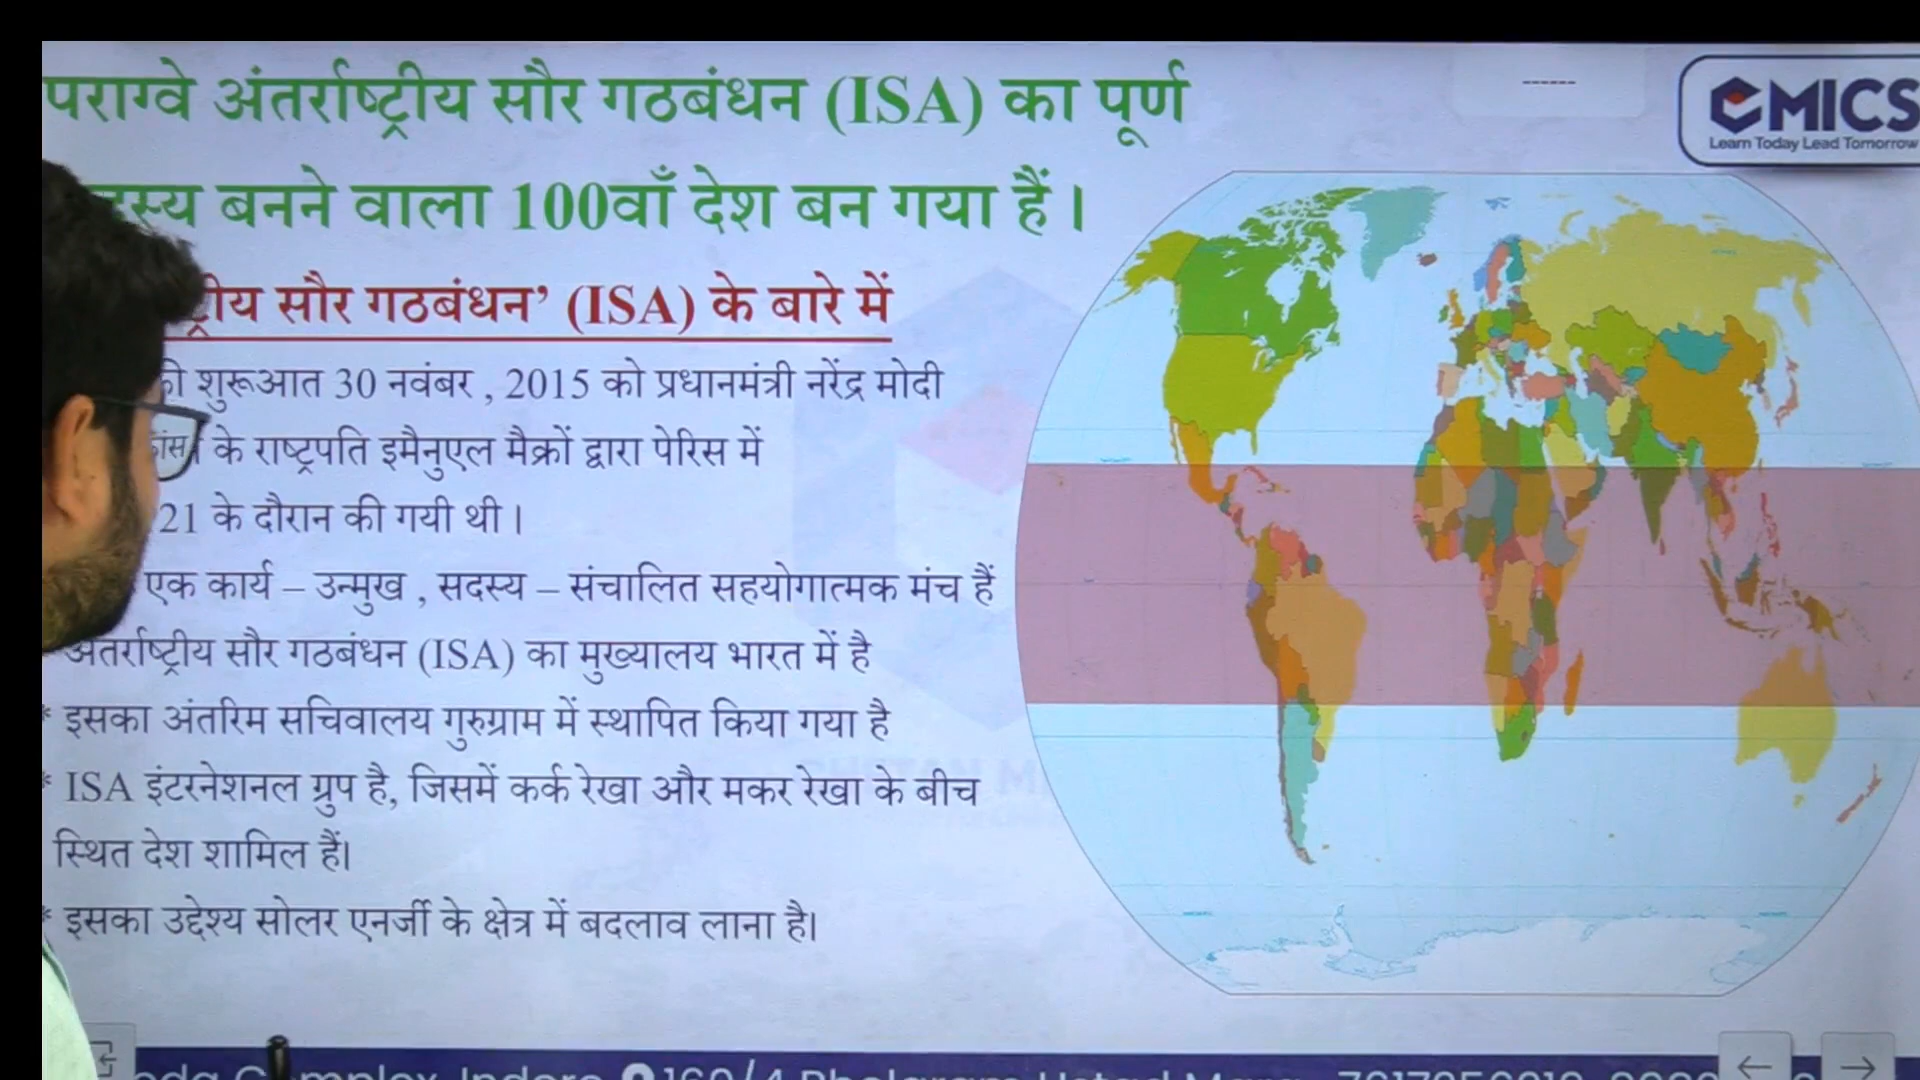 पराग्वे अंतर्राष्ट्रीय सौर गठबंधन (ISA) का पूर्ण
बनने वाला 100वाँ देश बन गया हैं।
सौर गठबंधन’ (ISA) के बारे में
शुरूआत 30 नवंबर , 2015 को प्रधानमंत्री नरेंद्र मोदी
के राष्ट्रपति इमैनुएल मैक्रों द्वारा पेरिस में
21 के दौरान की गयी थी ।
एक कार्य – उन्मुख , सदस्य – संचालित सहयोगात्मक मंच हैं
अंतर्राष्ट्रीय सौर गठबंधन (ISA) का मुख्यालय भारत में है
* इसका अंतरिम सचिवालय गुरुग्राम में स्थापित किया गया है
* ISA इंटरनेशनल ग्रुप है, जिसमें कर्क रेखा और मकर रेखा के बीच
स्थित देश शामिल हैं।
* इसका उद्देश्य सोलर एनर्जी के क्षेत्र में बदलाव लाना है।
------
CMICS
Learn Today Lead Tomorrow
Indore